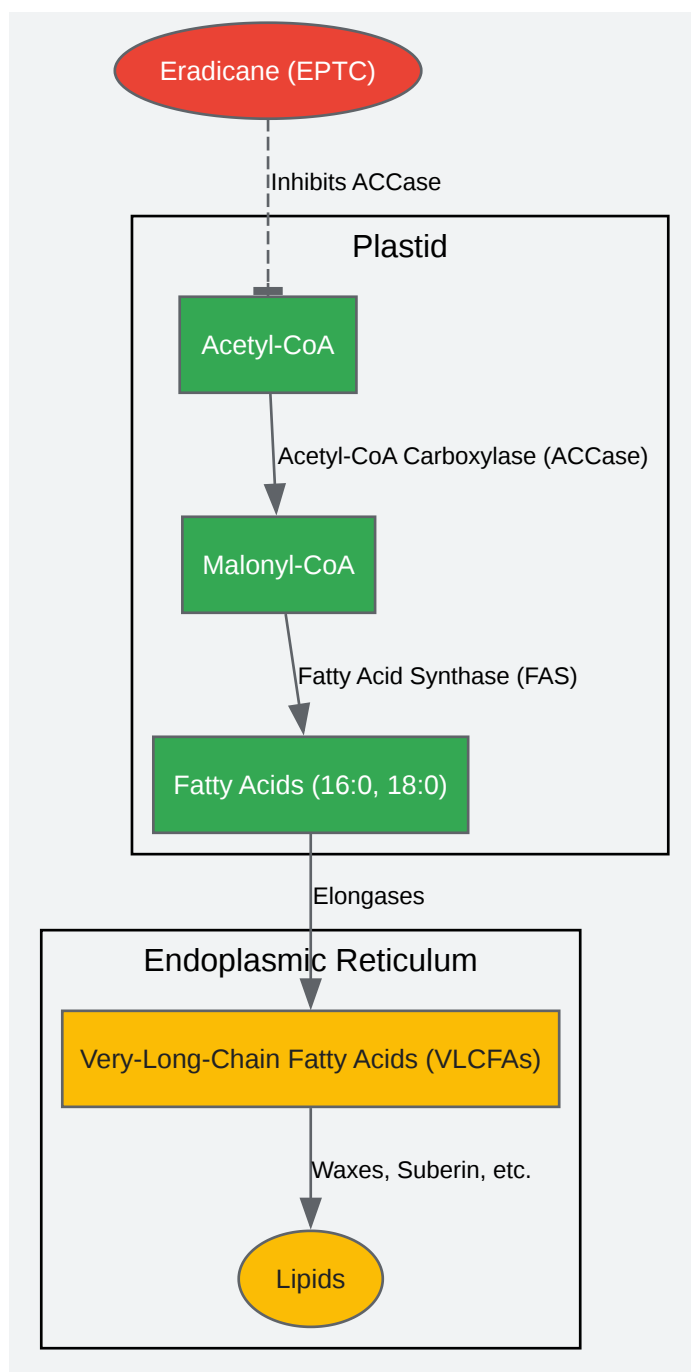 Eradicane (EPTC)
Inhibits ACCase
Plastid
Acetyl-CoA
Acetyl-CoA Carboxylase (ACCase)
Malonyl-CoA
Fatty Acid Synthase (FAS)
Fatty Acids (16:0, 18:0)
Elongases
Endoplasmic Reticulum
Very-Long-Chain Fatty Acids (VLCFAs)
Waxes, Suberin, etc.
Lipids